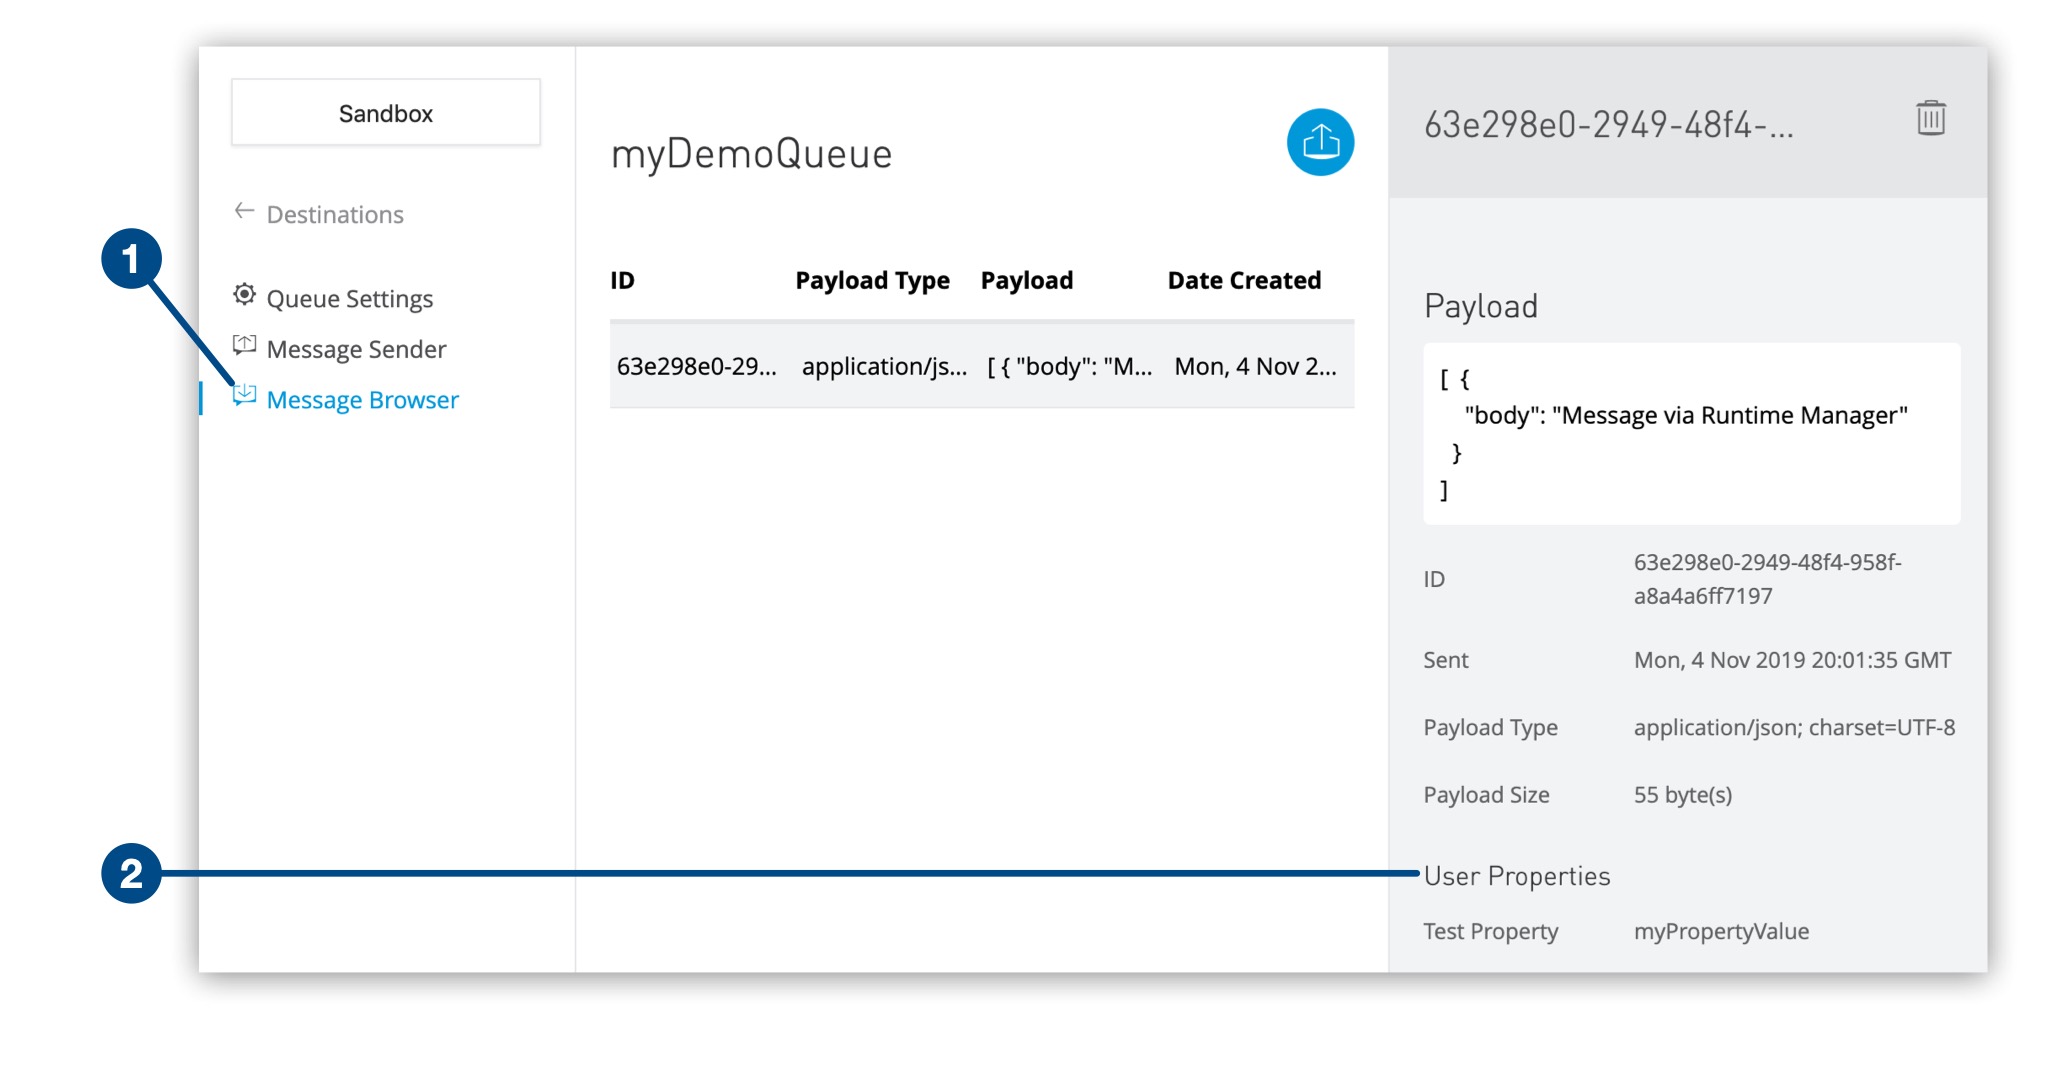 Sandbox
Destinations
1
Queue Settings
Message Sender
Message Browser
2
myDemoQueue
ID Payload Type Payload Date Created
63e298e0-29... application/js... [ { "body": "M... Mon, 4 Nov 2...
63e298e0-2949-48f4-...
Payload
[ {
"body": "Message via Runtime Manager"
}
]
ID 63e298e0-2949-48f4-958f-
a8a4a6ff7197
Sent Mon, 4 Nov 2019 20:01:35 GMT
Payload Type application/json; charset=UTF-8
Payload Size 55 byte(s)
User Properties
Test Property myPropertyValue